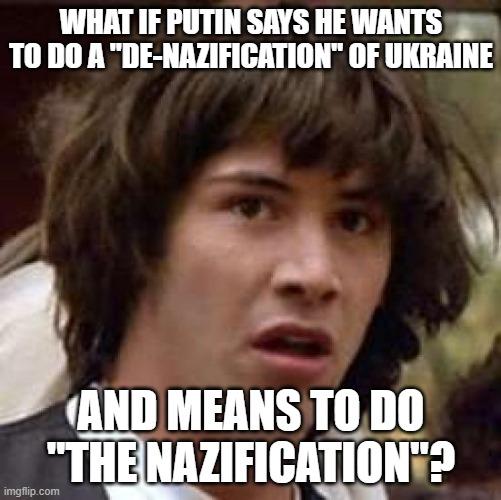 WHAT IF PUTIN SAYS HE WANTS
TO DO A "DE-NAZIFICATION" OF UKRAINE
AND MEANS TO DO
"THE NAZIFICATION"?
imgflip.com